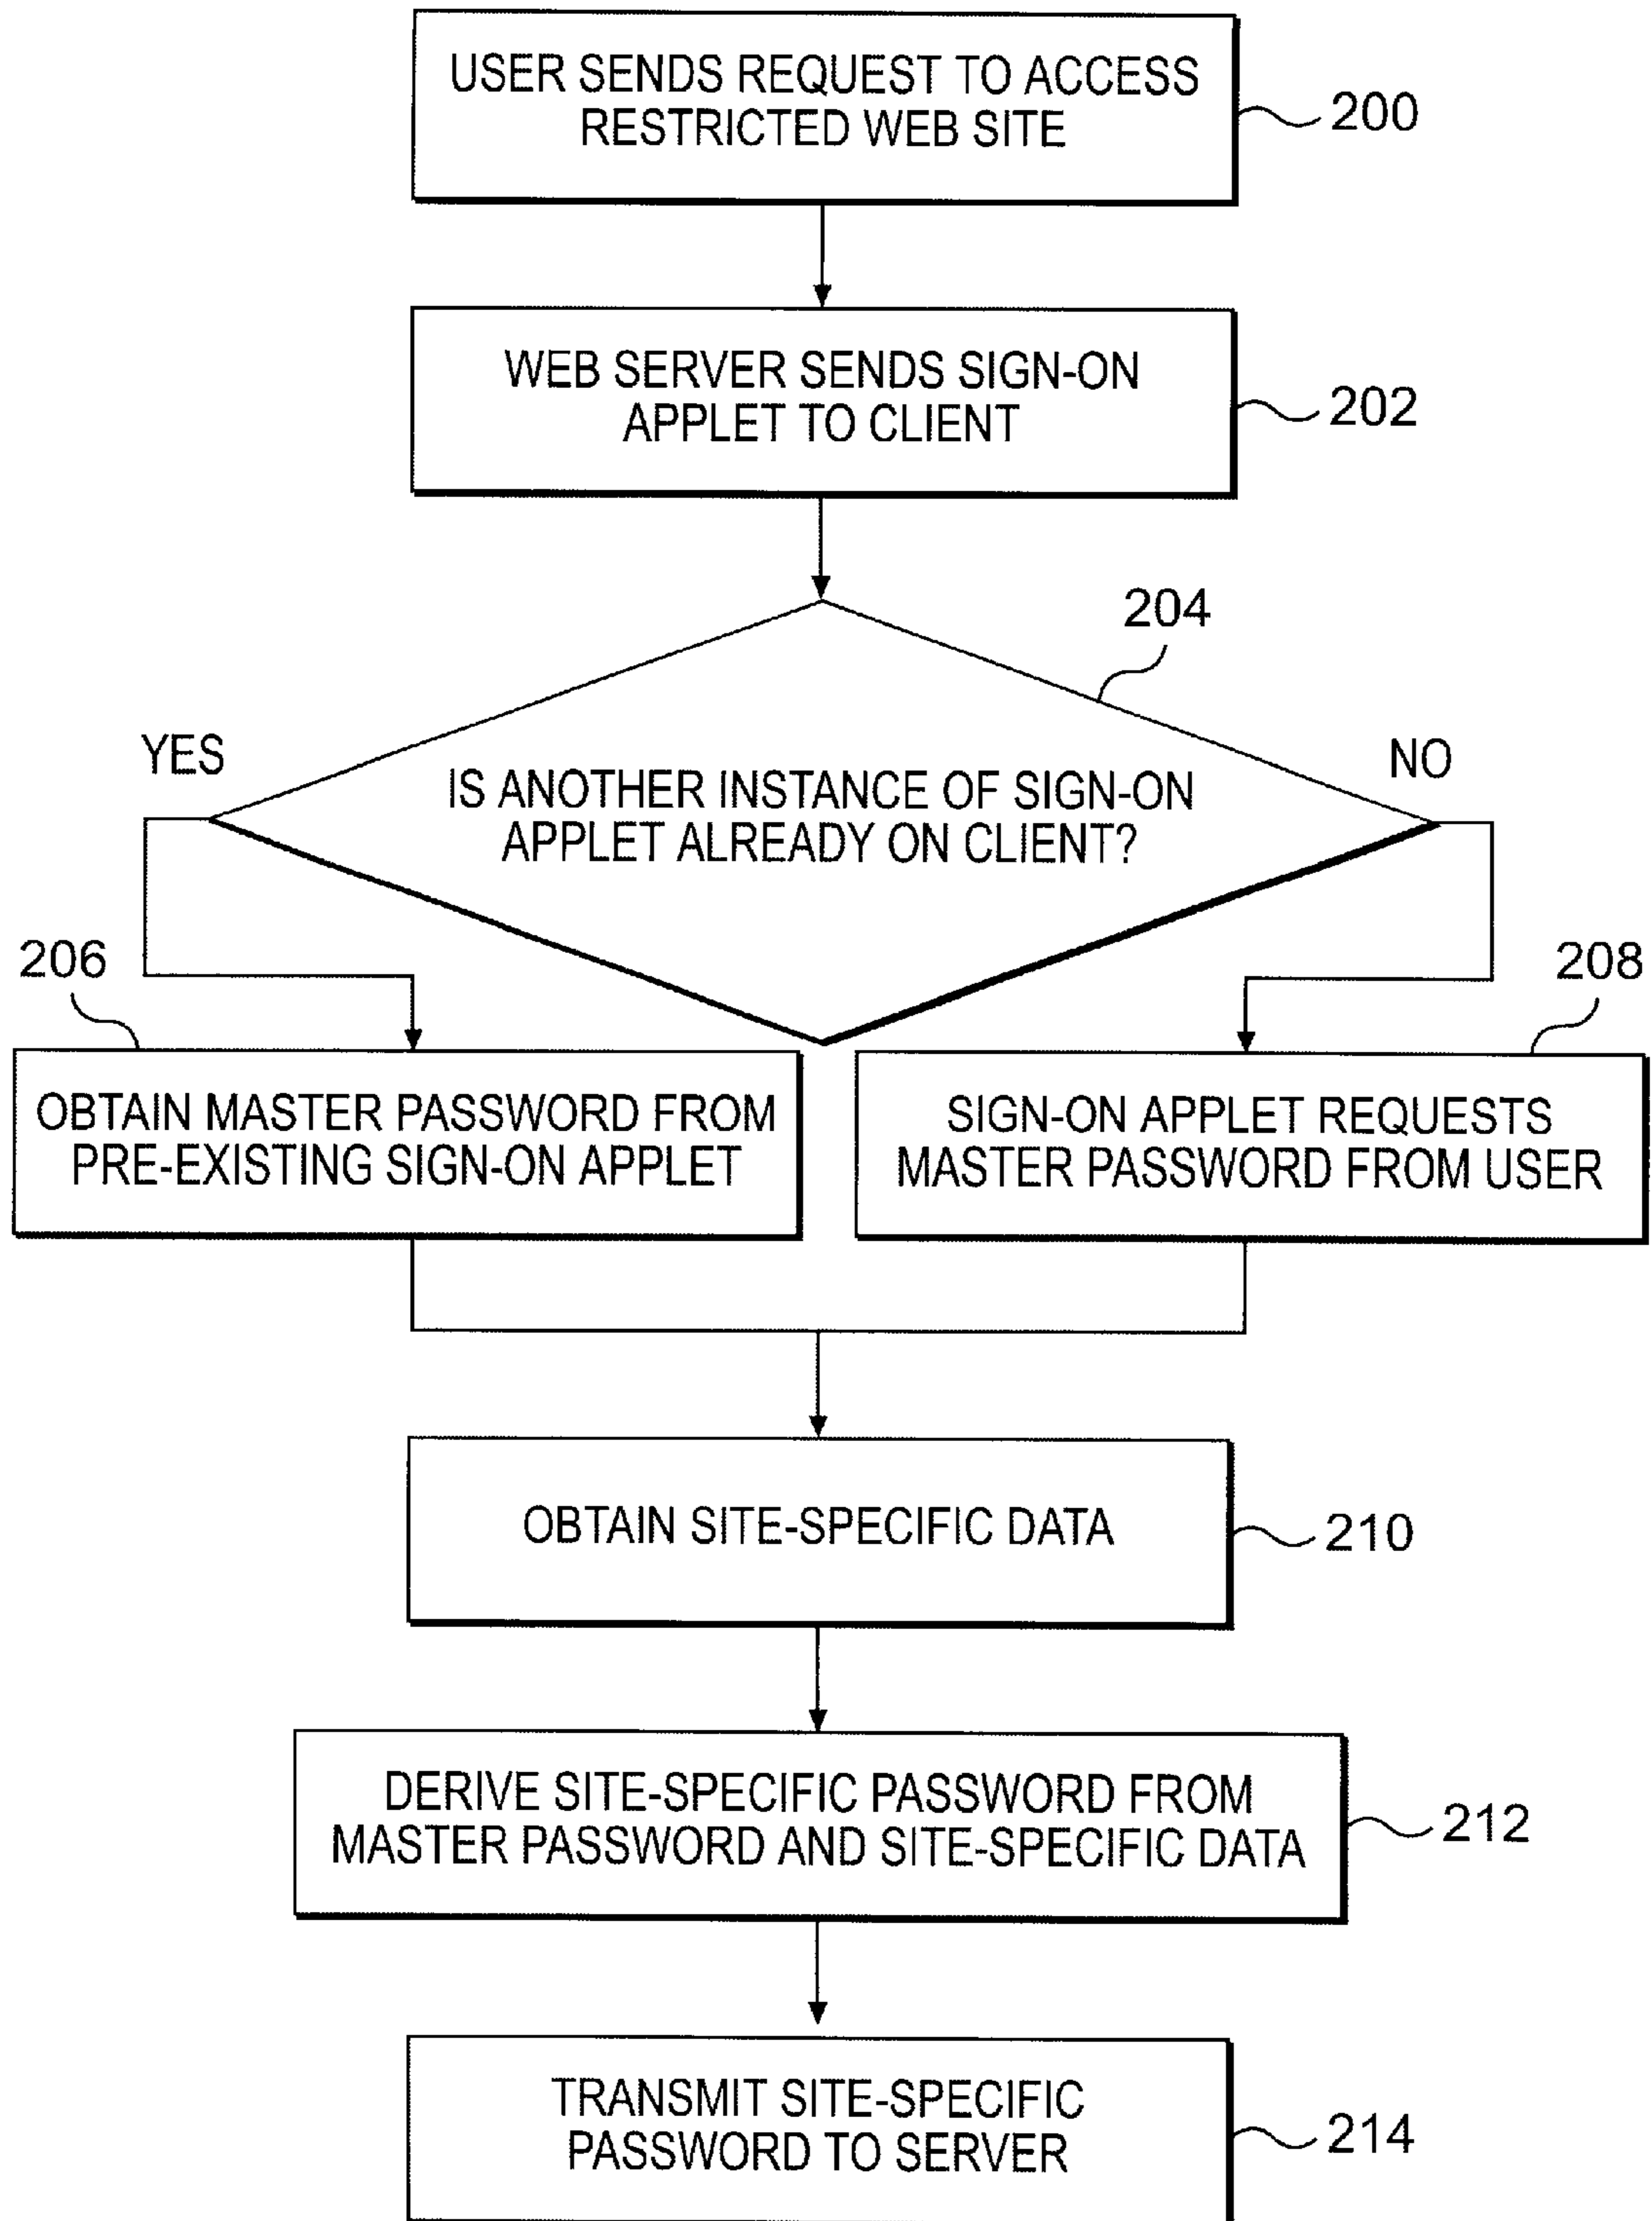 USER SENDS REQUEST TO ACCESS
RESTRICTED WEB SITE
200
WEB SERVER SENDS SIGN-ON
APPLET TO CLIENT
202
204
YES
NO
IS ANOTHER INSTANCE OF SIGN-ON
APPLET ALREADY ON CLIENT?
206
208
OBTAIN MASTER PASSWORD FROM
PRE-EXISTING SIGN-ON APPLET
SIGN-ON APPLET REQUESTS
MASTER PASSWORD FROM USER
OBTAIN SITE-SPECIFIC DATA
210
DERIVE SITE-SPECIFIC PASSWORD FROM
MASTER PASSWORD AND SITE-SPECIFIC DATA
212
TRANSMIT SITE-SPECIFIC
PASSWORD TO SERVER
214